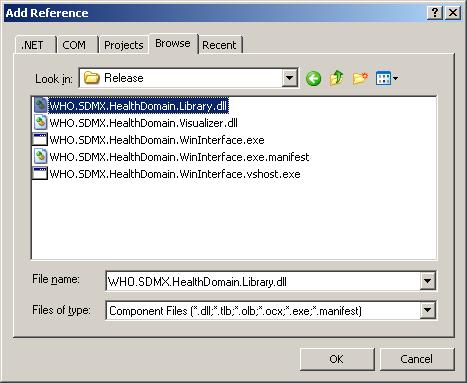 Add Reference
.NET COM Projects Browse Recent
Look in: Release
WHO.SDMX.HealthDomain.Library.dll
WHO.SDMX.HealthDomain.Visualizer.dll
WHO.SDMX.HealthDomain.WinInterface.exe
WHO.SDMX.HealthDomain.WinInterface.exe.manifest
WHO.SDMX.HealthDomain.WinInterface.vshost.exe
File name: WHO.SDMX.HealthDomain.Library.dll
Files of type: Component Files (*.dll;*.tlb;*.olb;*.ocx;*.exe;*.manifest)
OK Cancel